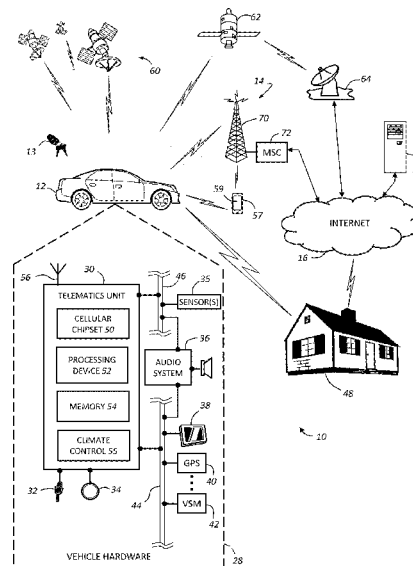 62
14
60
64
70
72
13
MSC
59
57
12
INTERNET
16
56
30
46
35
TELEMATICS UNIT
SENSOR(S)
CELLULAR
CHIPSET 50
36
AUDIO
SYSTEM
PROCESSING
DEVICE 52
48
38
MEMORY 54
10
CLIMATE
CONTROL 55
GPS
40
32
34
44
VSM
42
VEHICLE HARDWARE
28